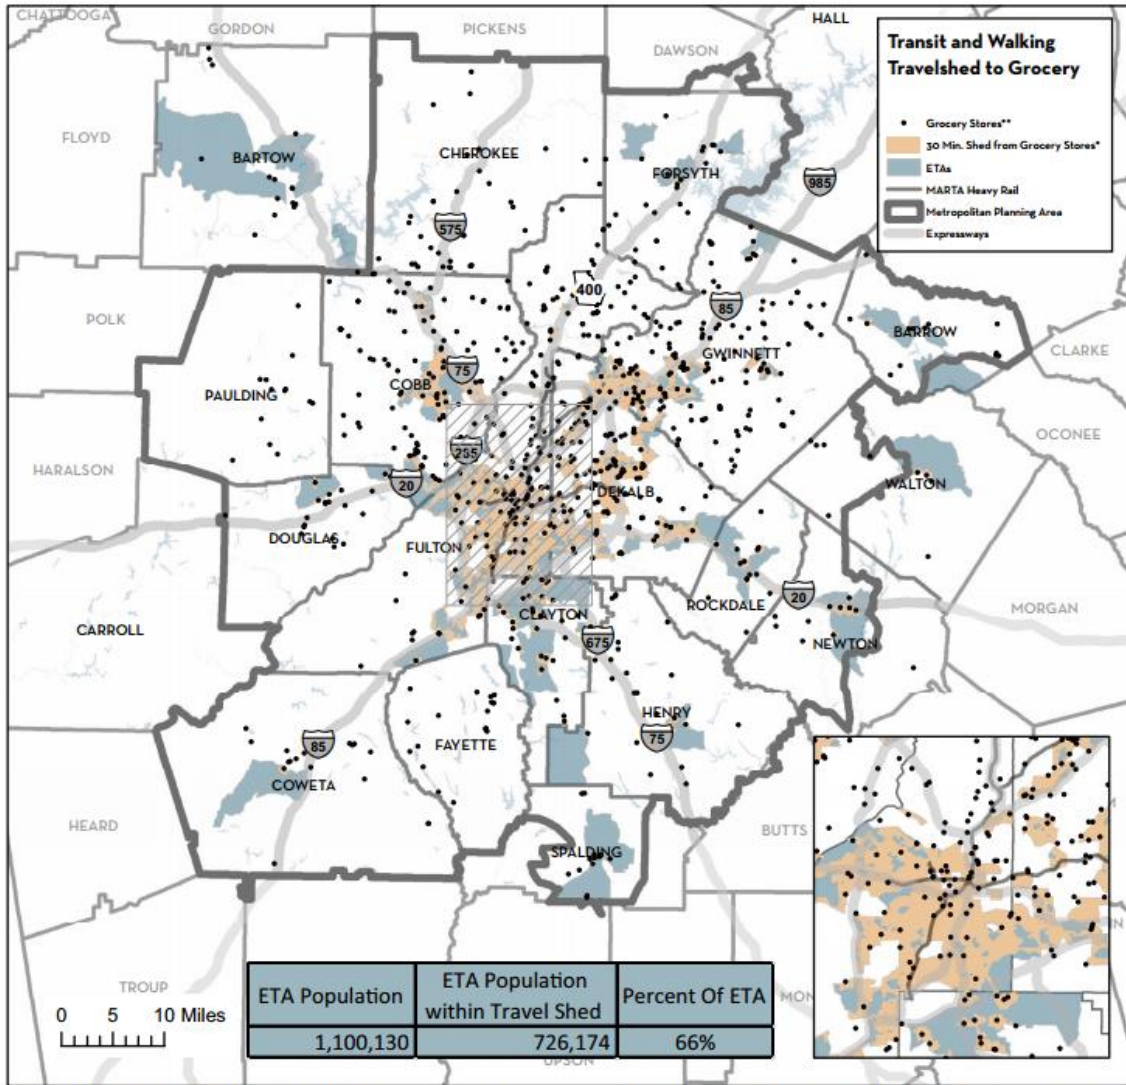 CHATTOOGA
GORDON
PICKENS
HALL
DAWSON
Transit and Walking
Travelshed to Grocery
Grocery Stores**
30 Min. Shed from Grocery Stores*
ETAs
MARTA Heavy Rail
Metropolitan Planning Area
Expressways
FLOYD
BARTOW
CHEROKEE
FORSYTH
985
575
400
POLK
85
BARROW
GWINNETT
CLARKE
75
COBB
PAULDING
OCONEE
HARALSON
285
20
DEKALB
WALTON
DOUGLAS
FULTON
CARROLL
CLAYTON
ROCKDALE
20
MORGAN
675
NEWTON
HENRY
75
85
FAYETTE
COWETA
HEARD
BUTTS
SPALDING
TROUP
0 5 10 Miles
ETA Population
ETA Population
within Travel Shed
Percent Of ETA
1,100,130
726,174
66%
UPSON